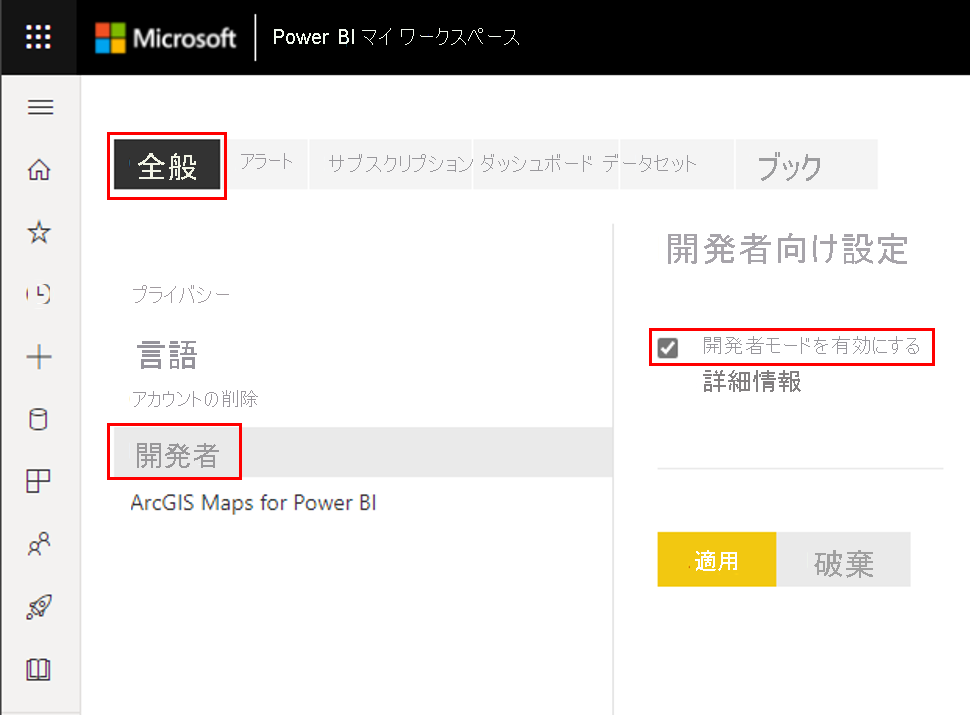 Microsoft Power BI マイ ワークスペース
全般 アラート サブスクリプション ダッシュボード データセット ブック
プライバシー
言語
アカウントの削除
開発者
ArcGIS Maps for Power BI
開発者向け設定
開発者モードを有効にする
詳細情報
適用 破棄